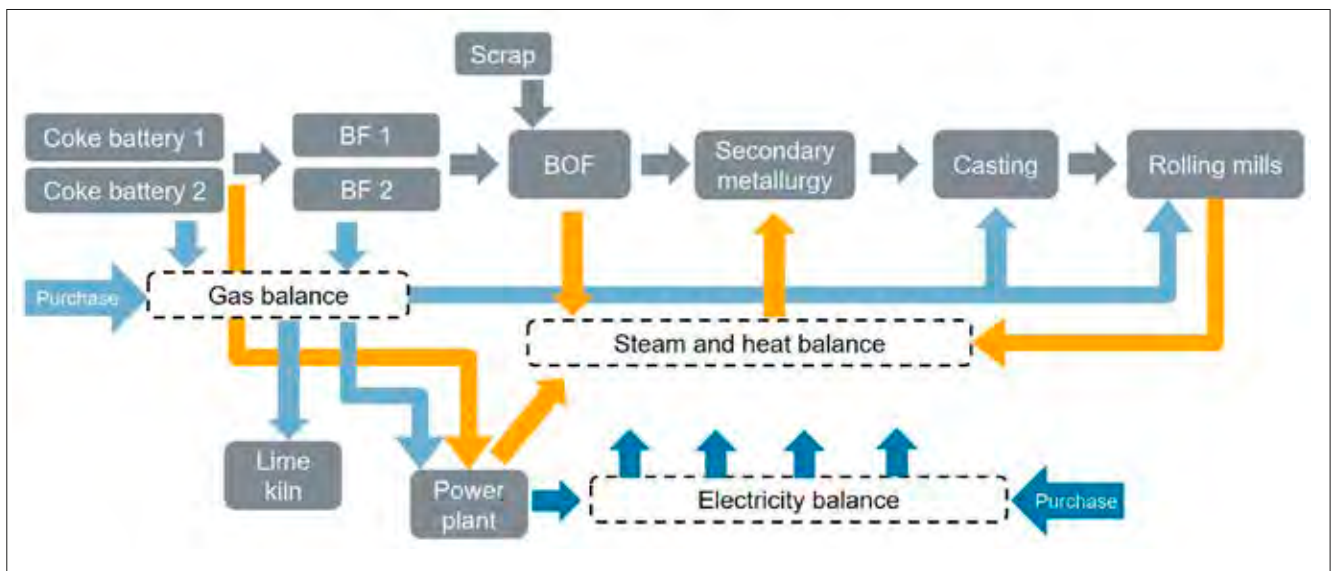 Scrap
Coke battery 1
BF 1
BOF
Secondary
metallurgy
Casting
Rolling mills
Coke battery 2
BF 2
Purchase
Gas balance
Steam and heat balance
Lime
kiln
Power
plant
Electricity balance
Purchase